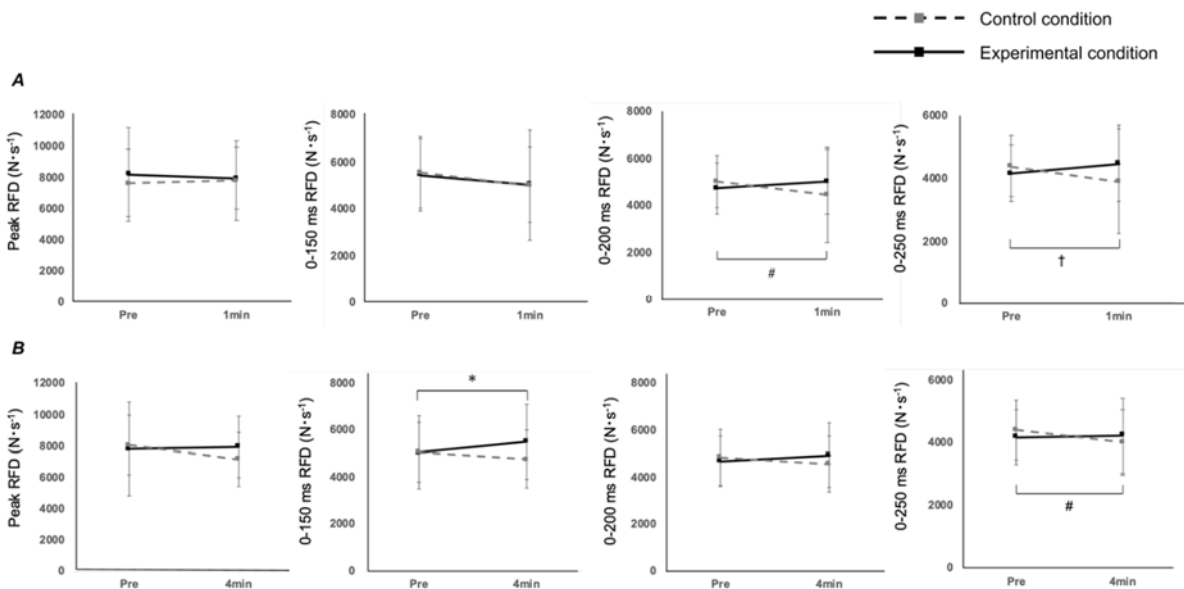 Control condition
Experimental condition
A
Peak RFD (N·s⁻¹)
12000
10000
8000
6000
4000
2000
0
Pre
1min
0-150 ms RFD (N·s⁻¹)
8000
6000
4000
2000
0
Pre
1min
0-200 ms RFD (N·s⁻¹)
8000
6000
4000
2000
0
#
Pre
1min
0-250 ms RFD (N·s⁻¹)
6000
4000
2000
0
†
Pre
1min
B
Peak RFD (N·s⁻¹)
12000
10000
8000
6000
4000
2000
0
Pre
4min
0-150 ms RFD (N·s⁻¹)
8000
6000
4000
2000
0
*
Pre
4min
0-200 ms RFD (N·s⁻¹)
8000
6000
4000
2000
0
Pre
4min
0-250 ms RFD (N·s⁻¹)
6000
4000
2000
0
#
Pre
4min